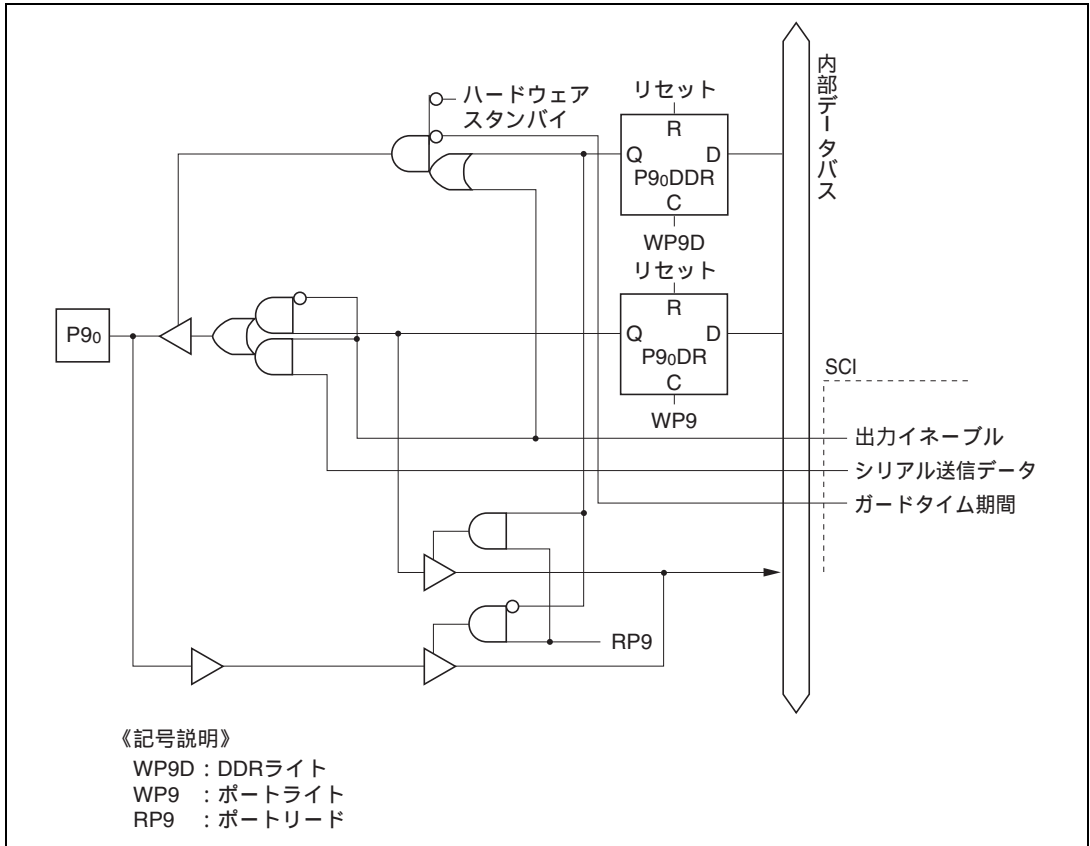 ハードウェア
スタンバイ
リセット
R
Q
D
P9₀DDR
C
WP9D
内部データバス
リセット
R
Q
D
P9₀DR
C
WP9
P9₀
SCI
出力イネーブル
シリアル送信データ
ガードタイム期間
RP9
《記号説明》
WP9D : DDRライト
WP9 : ポートライト
RP9 : ポートリード